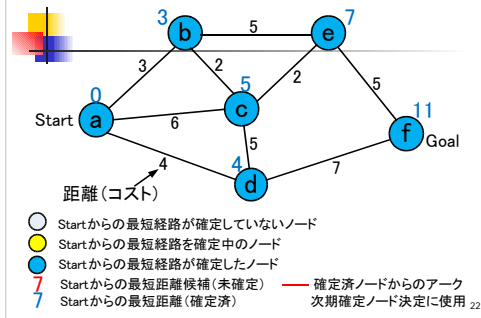 3
b
5
e
7
3
2
5
2
5
0
Start
a
6
c
11
f
Goal
5
4
4
d
7
距離(コスト)
Startからの最短経路が確定していないノード
Startからの最短経路を確定中のノード
Startからの最短経路が確定したノード
7 Startからの最短距離候補(未確定)
7 Startからの最短距離(確定済)
確定済ノードからのアーク
次期確定ノード決定に使用
22